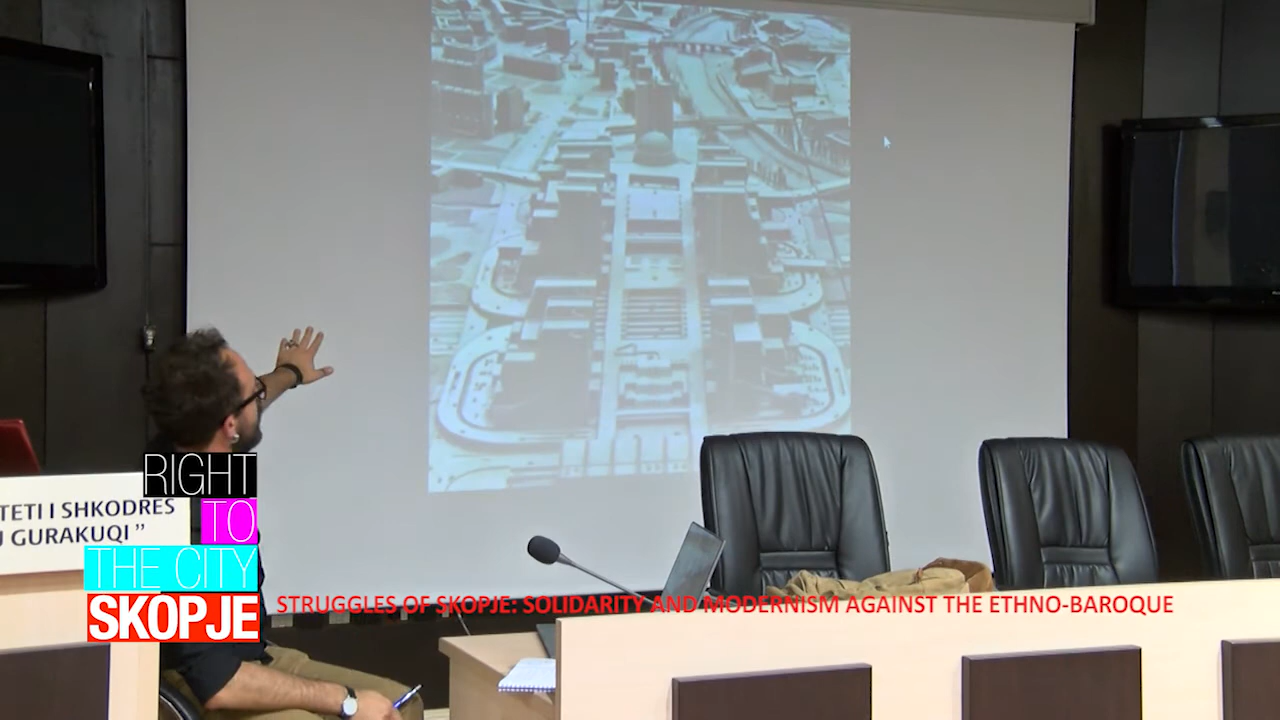 TETI I SHKODRES
J GURAKUQI ”
RIGHT
TO
THE CITY
SKOPJE
STRUGGLES OF SKOPJE: SOLIDARITY AND MODERNISM AGAINST THE ETHNO-BAROQUE